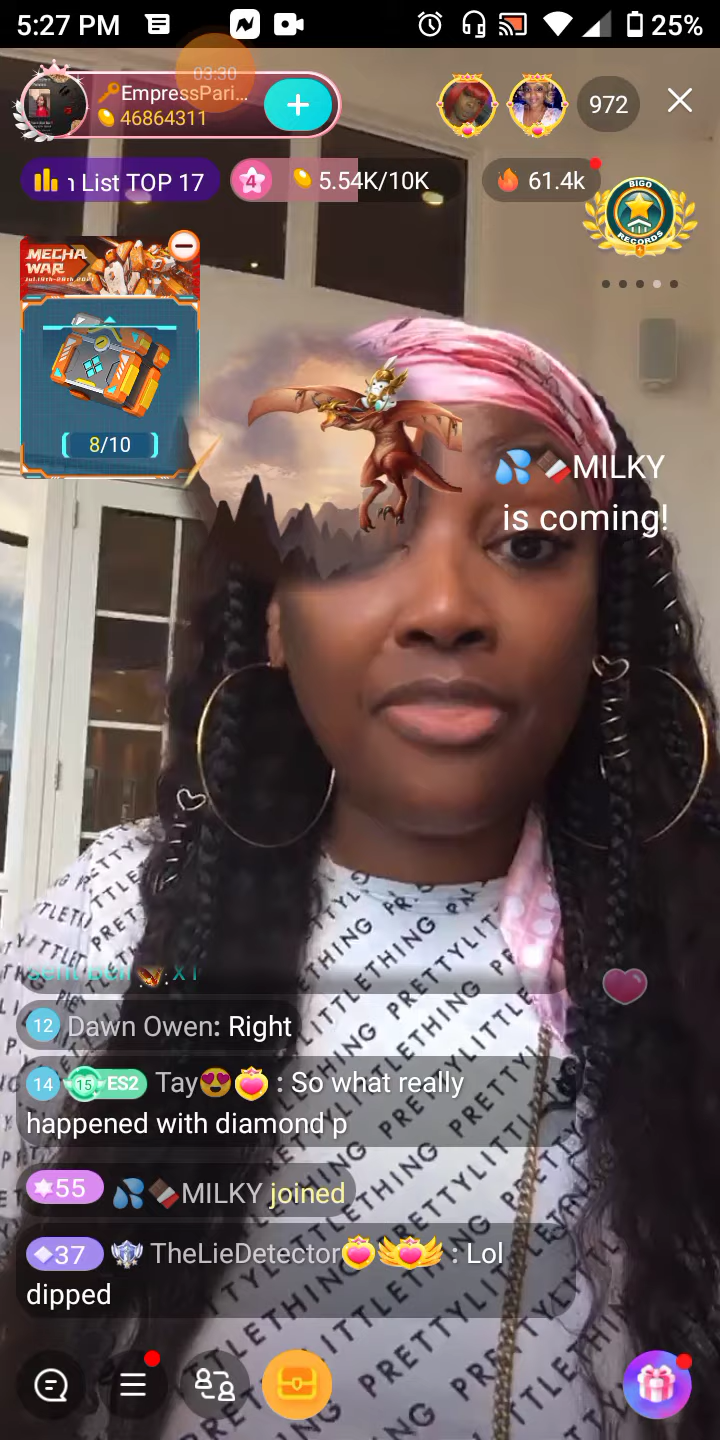 5:27 PM
25%
03:30
EmpressPari...
46864311
972
List TOP 17
4
5.54K/10K
61.4k
BIGO
RECORDS
MECHA
WAR
8/10
MILKY
is coming!
PRETTYLITTLETHING
12 Dawn Owen: Right
14 15 ES2 Tay : So what really
happened with diamond p
55 MILKY joined
37 TheLieDetector : Lol
dipped